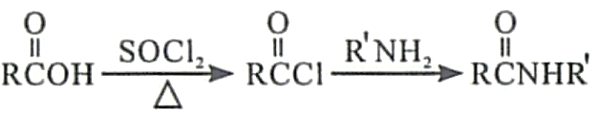 O SOCl₂ O R'NH₂ O
RCOH △ RCCl RCNHR'